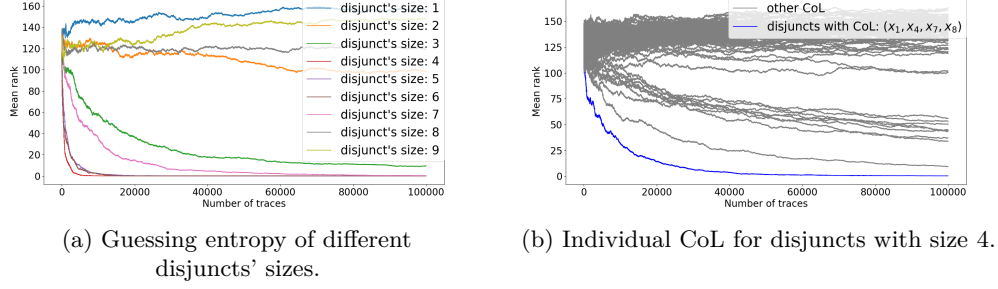 160
140
120
100
80
60
40
20
0
Mean rank
0
20000
40000
60000
80000
100000
Number of traces
disjunct's size: 1
disjunct's size: 2
disjunct's size: 3
disjunct's size: 4
disjunct's size: 5
disjunct's size: 6
disjunct's size: 7
disjunct's size: 8
disjunct's size: 9
(a) Guessing entropy of different
disjuncts' sizes.
150
125
100
75
50
25
0
Mean rank
0
20000
40000
60000
80000
100000
Number of traces
other CoL
disjuncts with CoL: (x₁, x₄, x₇, x₈)
(b) Individual CoL for disjuncts with size 4.